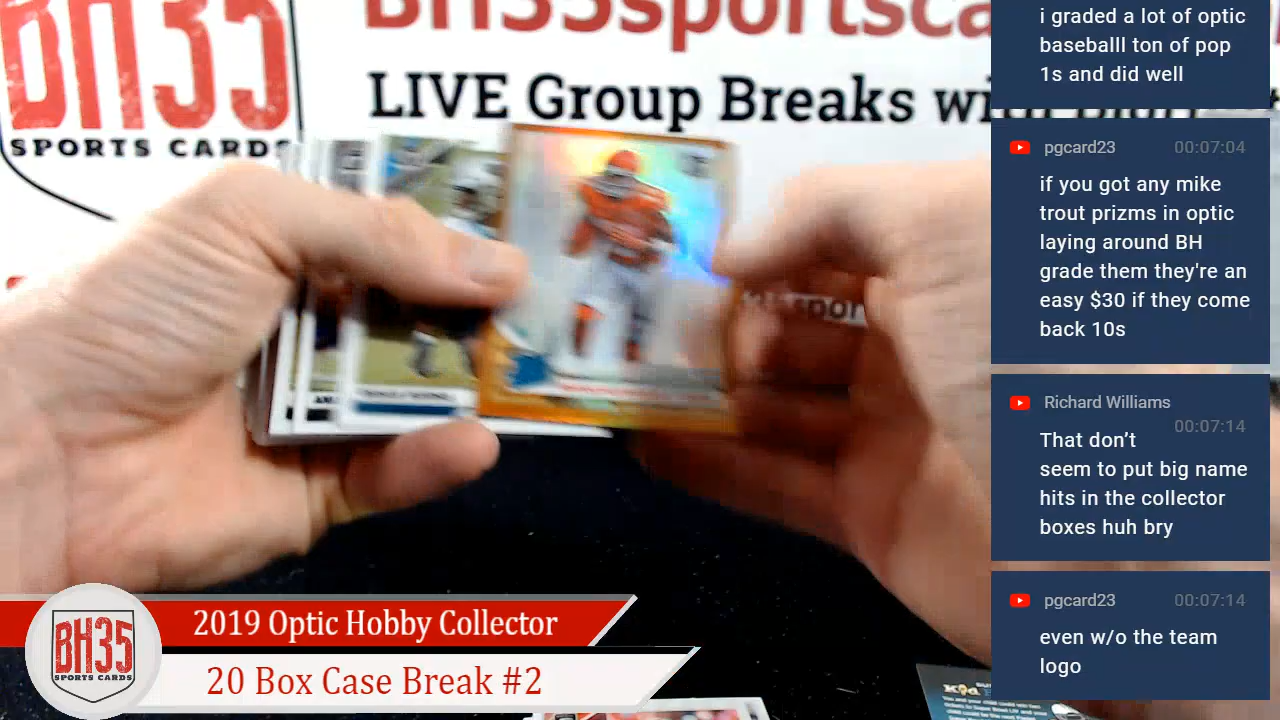 BH35
SPORTS CARDS
BH35sportsca
LIVE Group Breaks wi
i graded a lot of optic
baseballl ton of pop
1s and did well
pgcard23 00:07:04
if you got any mike
trout prizms in optic
laying around BH
grade them they're an
easy $30 if they come
back 10s
Richard Williams
00:07:14
That don't
seem to put big name
hits in the collector
boxes huh bry
pgcard23 00:07:14
even w/o the team
logo
BH35
SPORTS CARDS
2019 Optic Hobby Collector
20 Box Case Break #2